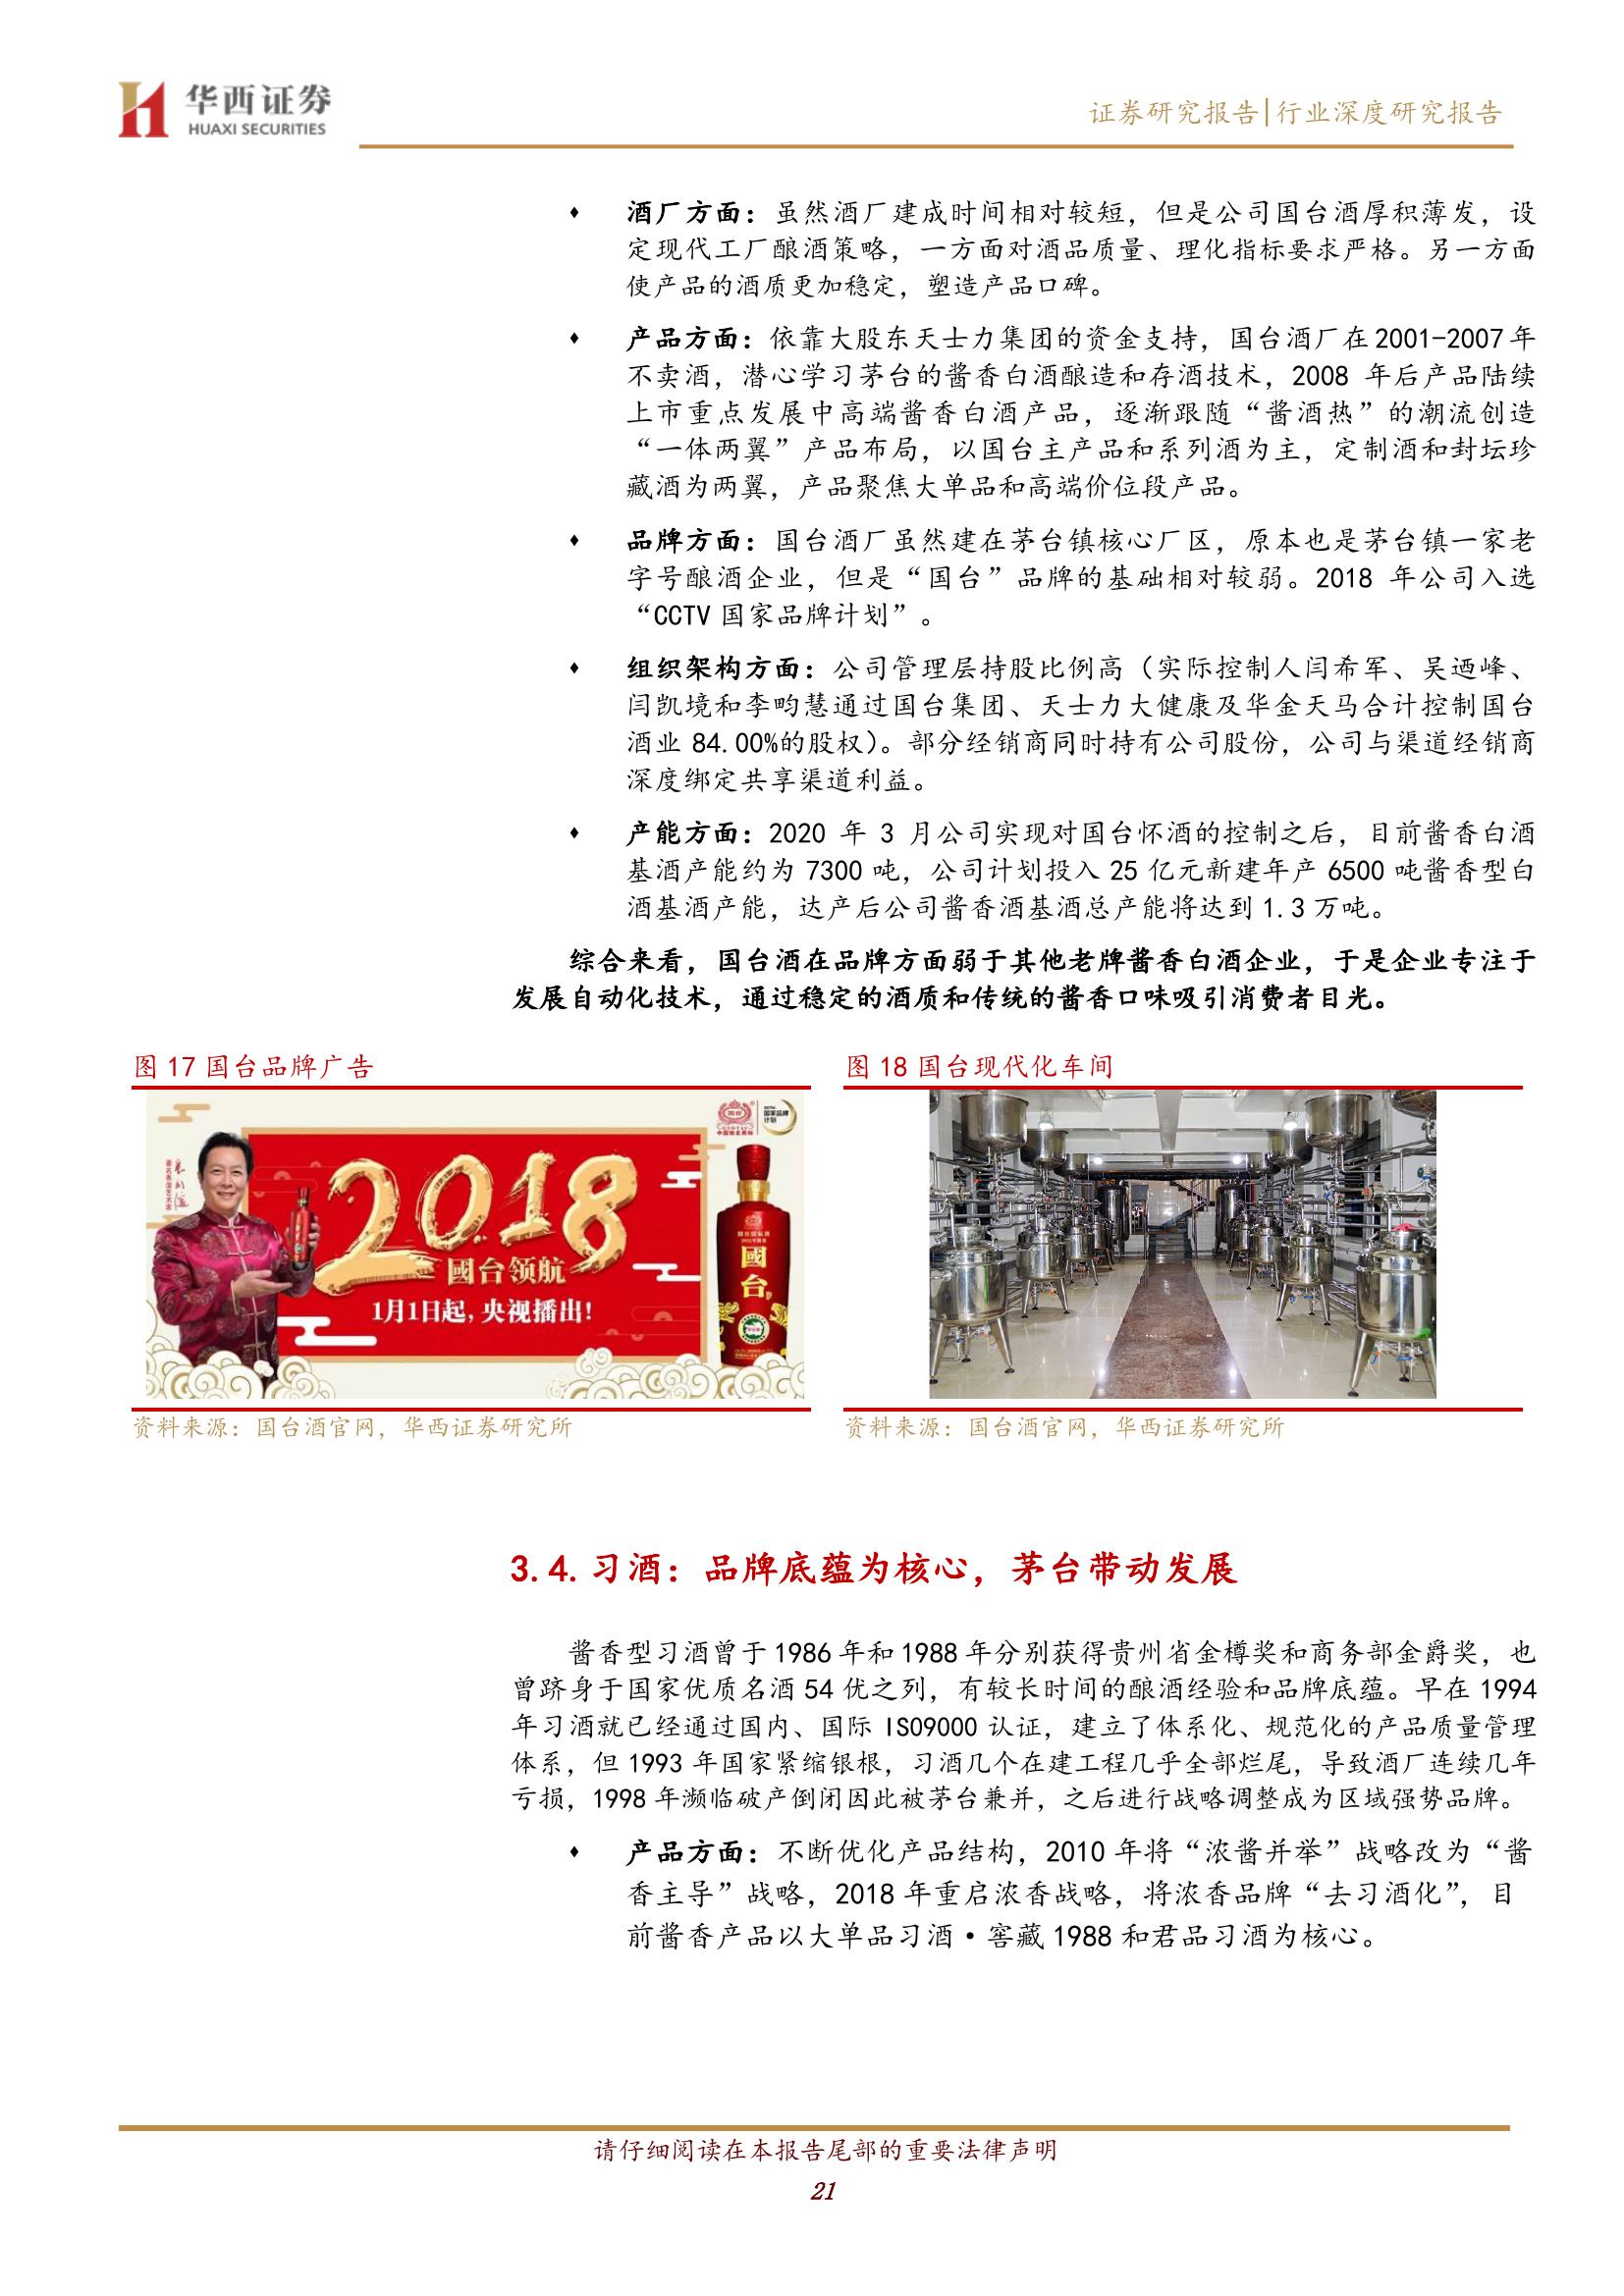 华西证券
HUAXI SECURITIES
证券研究报告|行业深度研究报告
♦ 酒厂方面：虽然酒厂建成时间相对较短，但是公司国台酒厚积薄发，设
定现代工厂酿酒策略，一方面对酒品质量、理化指标要求严格。另一方面
使产品的酒质更加稳定，塑造产品口碑。
♦ 产品方面：依靠大股东天士力集团的资金支持，国台酒厂在 2001-2007 年
不卖酒，潜心学习茅台的酱香白酒酿造和存酒技术，2008 年后产品陆续
上市重点发展中高端酱香白酒产品，逐渐跟随“酱酒热”的潮流创造
“一体两翼”产品布局，以国台主产品和系列酒为主，定制酒和封坛珍
藏酒为两翼，产品聚焦大单品和高端价位段产品。
♦ 品牌方面：国台酒厂虽然建在茅台镇核心厂区，原本也是茅台镇一家老
字号酿酒企业，但是“国台”品牌的基础相对较弱。2018 年公司入选
“CCTV 国家品牌计划”。
♦ 组织架构方面：公司管理层持股比例高（实际控制人闫希军、吴迺峰、
闫凯境和李畇慧通过国台集团、天士力大健康及华金天马合计控制国台
酒业 84.00%的股权）。部分经销商同时持有公司股份，公司与渠道经销商
深度绑定共享渠道利益。
♦ 产能方面：2020 年 3 月公司实现对国台怀酒的控制之后，目前酱香白酒
基酒产能约为 7300 吨，公司计划投入 25 亿元新建年产 6500 吨酱香型白
酒基酒产能，达产后公司酱香酒基酒总产能将达到 1.3 万吨。
综合来看，国台酒在品牌方面弱于其他老牌酱香白酒企业，于是企业专注于
发展自动化技术，通过稳定的酒质和传统的酱香口味吸引消费者目光。
图 17 国台品牌广告
图 18 国台现代化车间
国家品牌
计划
2018
國台领航
1月1日起，央视播出！
國台
资料来源：国台酒官网，华西证券研究所
资料来源：国台酒官网，华西证券研究所
3.4. 习酒：品牌底蕴为核心，茅台带动发展
酱香型习酒曾于 1986 年和 1988 年分别获得贵州省金樽奖和商务部金爵奖，也
曾跻身于国家优质名酒 54 优之列，有较长时间的酿酒经验和品牌底蕴。早在 1994
年习酒就已经通过国内、国际 ISO9000 认证，建立了体系化、规范化的产品质量管理
体系，但 1993 年国家紧缩银根，习酒几个在建工程几乎全部烂尾，导致酒厂连续几年
亏损，1998 年濒临破产倒闭因此被茅台兼并，之后进行战略调整成为区域强势品牌。
♦ 产品方面：不断优化产品结构，2010 年将“浓酱并举”战略改为“酱
香主导”战略，2018 年重启浓香战略，将浓香品牌“去习酒化”，目
前酱香产品以大单品习酒·窖藏 1988 和君品习酒为核心。
请仔细阅读在本报告尾部的重要法律声明
21